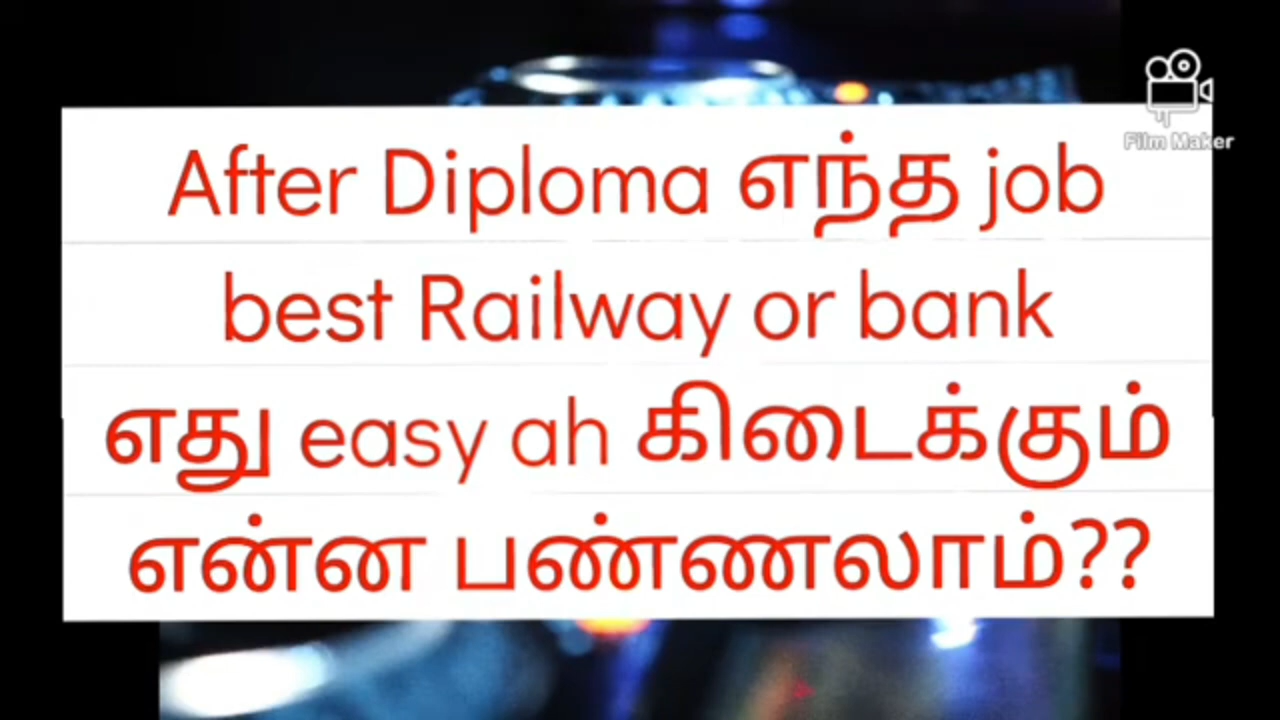 Film Maker
After Diploma எந்த job
best Railway or bank
எது easy ah கிடைக்கும்
என்ன பண்ணலாம்??